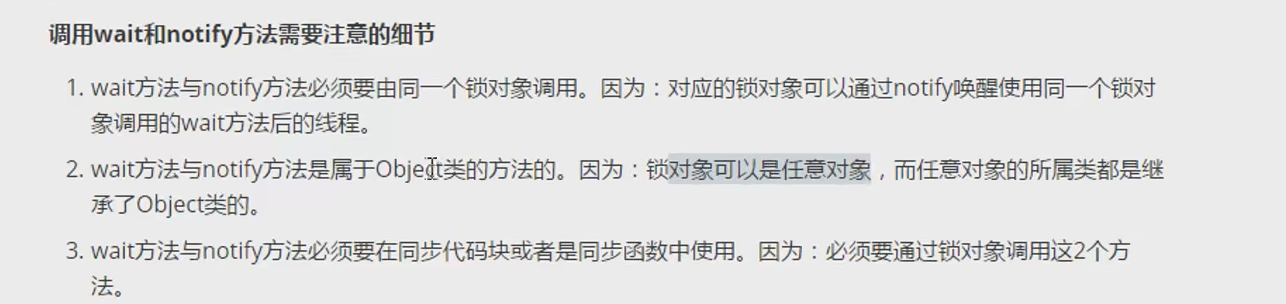 调用wait和notify方法需要注意的细节
1. wait方法与notify方法必须要由同一个锁对象调用。因为：对应的锁对象可以通过notify唤醒使用同一个锁对
象调用的wait方法后的线程。
2. wait方法与notify方法是属于Object类的方法的。因为：锁对象可以是任意对象，而任意对象的所属类都是继
承了Object类的。
3. wait方法与notify方法必须要在同步代码块或者是同步函数中使用。因为：必须要通过锁对象调用这2个方
法。